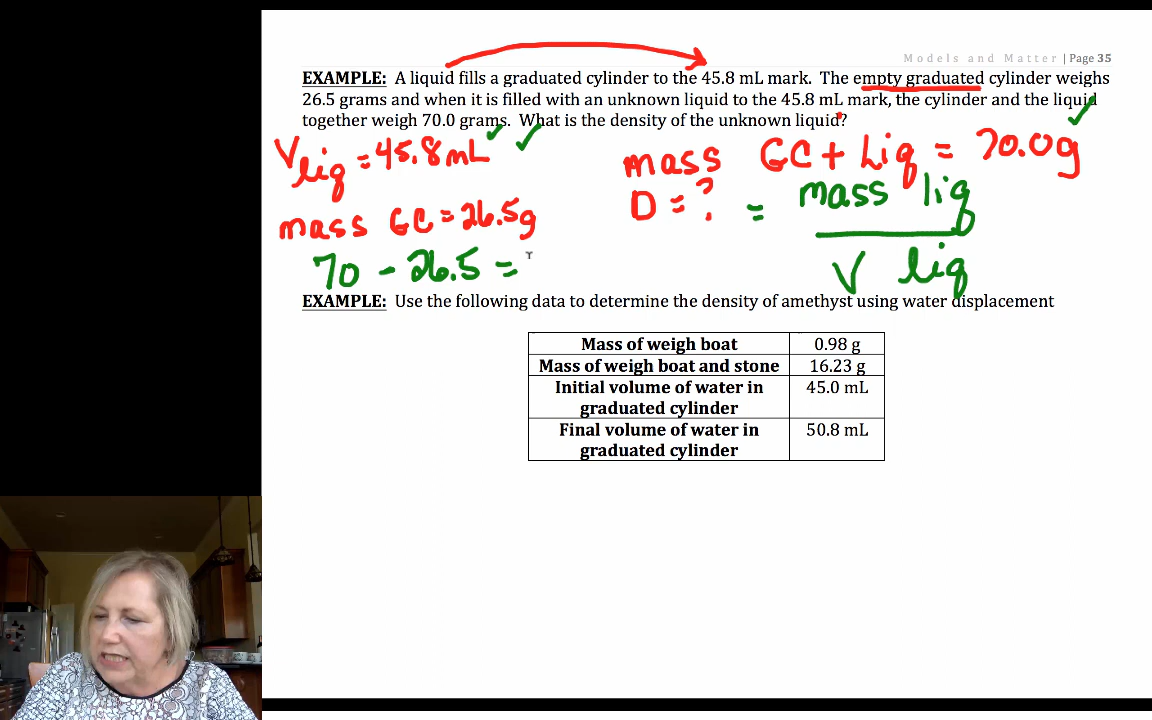 Models and Matter | Page 35
EXAMPLE: A liquid fills a graduated cylinder to the 45.8 mL mark. The empty graduated cylinder weighs
26.5 grams and when it is filled with an unknown liquid to the 45.8 mL mark, the cylinder and the liquid
together weigh 70.0 grams. What is the density of the unknown liquid?
V liq = 45.8 mL
mass GC + Liq = 70.0g
mass GC = 26.5g
D = ? = mass liq
V liq
70 - 26.5 =
EXAMPLE: Use the following data to determine the density of amethyst using water displacement
Mass of weigh boat 0.98 g
Mass of weigh boat and stone 16.23 g
Initial volume of water in 45.0 mL
graduated cylinder
Final volume of water in 50.8 mL
graduated cylinder